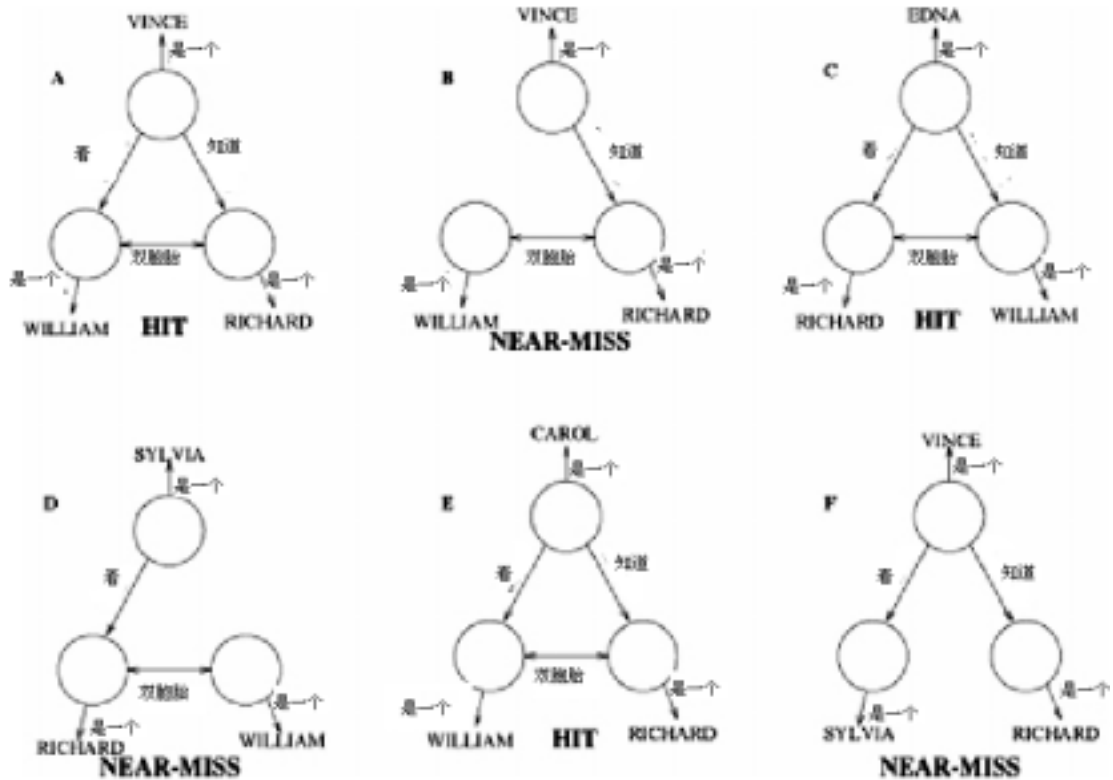 VINCE
是一个
A
看
知道
双胞胎
是一个
是一个
WILLIAM
HIT
RICHARD
VINCE
是一个
B
知道
双胞胎
是一个
是一个
WILLIAM
RICHARD
NEAR-MISS
EDNA
是一个
C
看
知道
双胞胎
是一个
是一个
RICHARD
HIT
WILLIAM
SYLVIA
是一个
D
看
双胞胎
是一个
是一个
RICHARD
WILLIAM
NEAR-MISS
CAROL
是一个
E
看
知道
双胞胎
是一个
是一个
WILLIAM
HIT
RICHARD
VINCE
是一个
F
看
知道
是一个
是一个
SYLVIA
RICHARD
NEAR-MISS